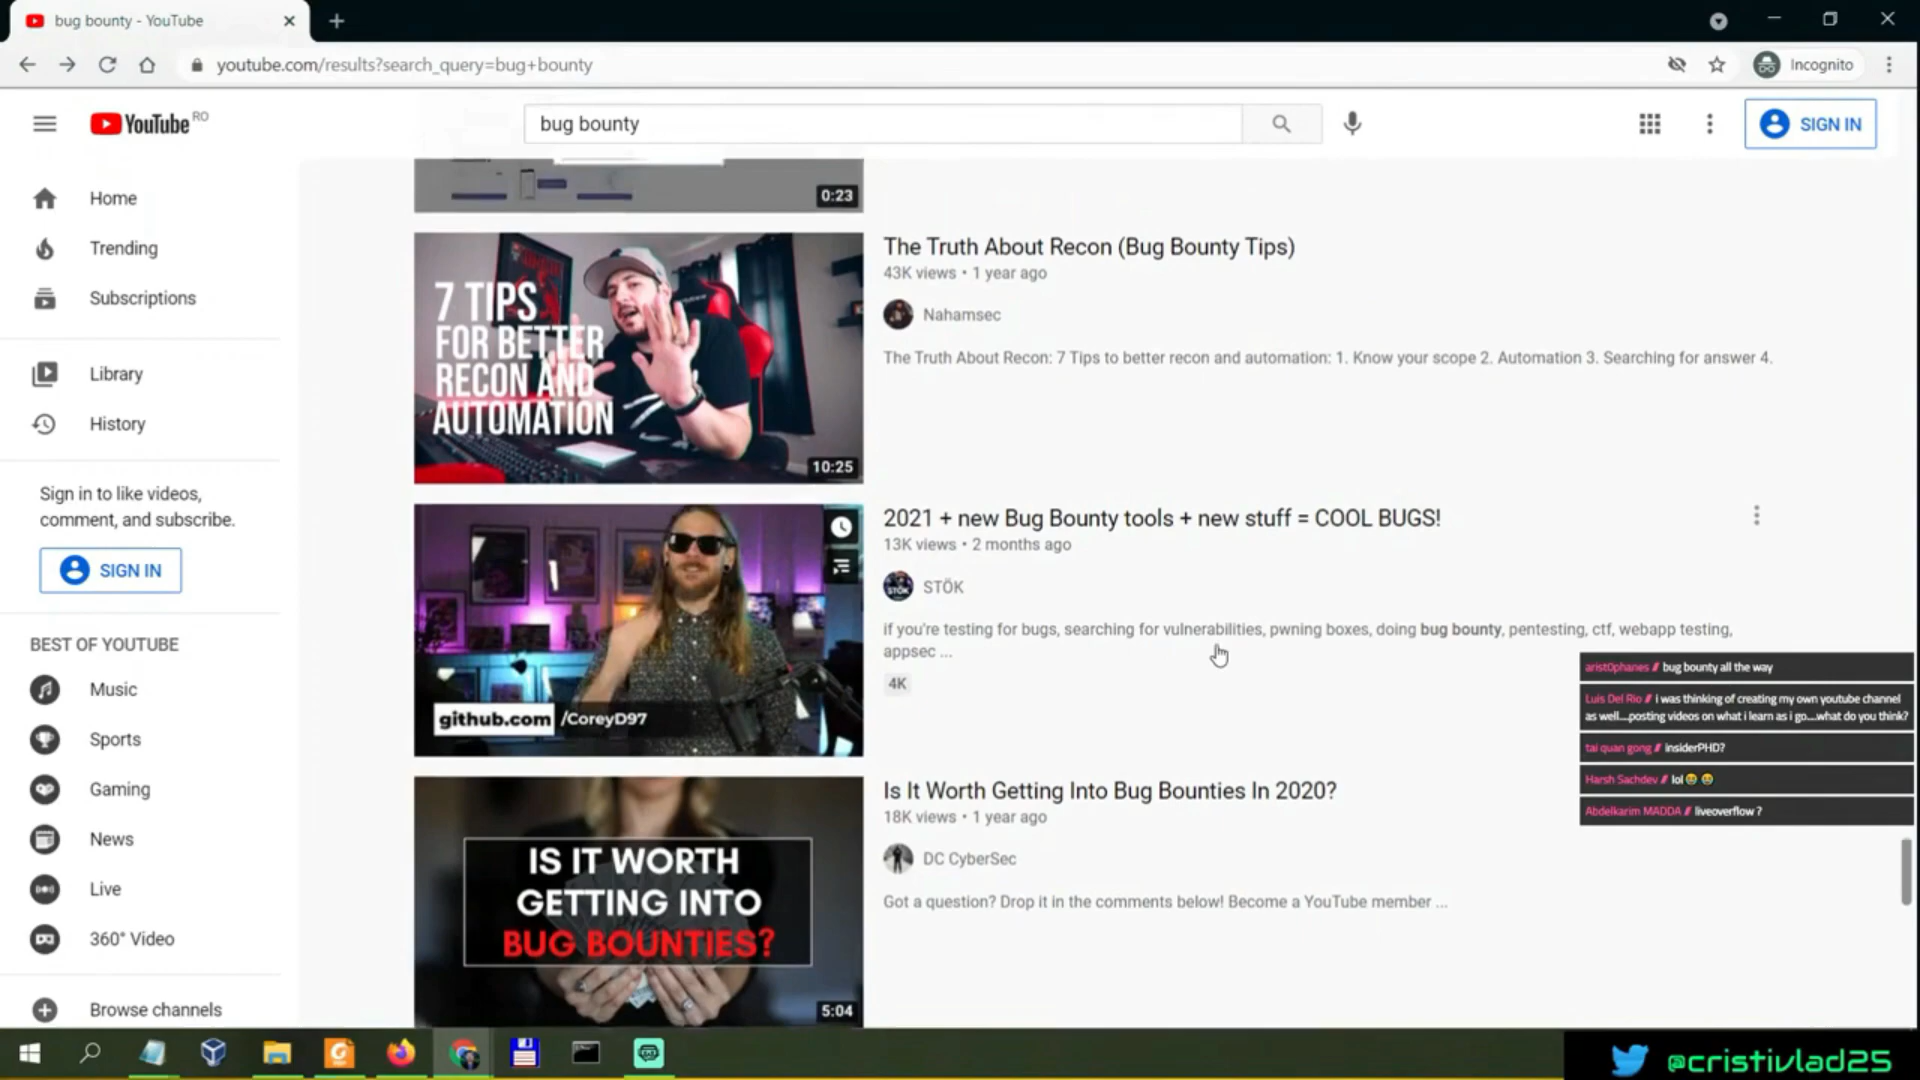 bug bounty - YouTube
youtube.com/results?search_query=bug+bounty
Incognito
YouTube RO
bug bounty
SIGN IN
Home
Trending
Subscriptions
Library
History
Sign in to like videos,
comment, and subscribe.
SIGN IN
BEST OF YOUTUBE
Music
Sports
Gaming
News
Live
360° Video
Browse channels
0:23
7 TIPS
FOR BETTER
RECON AND
AUTOMATION
10:25
The Truth About Recon (Bug Bounty Tips)
43K views • 1 year ago
Nahamsec
The Truth About Recon: 7 Tips to better recon and automation: 1. Know your scope 2. Automation 3. Searching for answer 4.
github.com /CoreyD97
2021 + new Bug Bounty tools + new stuff = COOL BUGS!
13K views • 2 months ago
STÖK
STÖK
if you're testing for bugs, searching for vulnerabilities, pwning boxes, doing bug bounty, pentesting, ctf, webapp testing,
appsec ...
4K
IS IT WORTH
GETTING INTO
BUG BOUNTIES?
5:04
Is It Worth Getting Into Bug Bounties In 2020?
18K views • 1 year ago
DC CyberSec
Got a question? Drop it in the comments below! Become a YouTube member ...
arist0phanes // bug bounty all the way
Luis Del Rio // i was thinking of creating my own youtube channel
as well....posting videos on what i learn as i go....what do you think?
tai quan gong // insiderPHD?
Harsh Sachdev // lol 😂 😂
Abdelkarim MADDA // liveoverflow ?
@cristivlad25